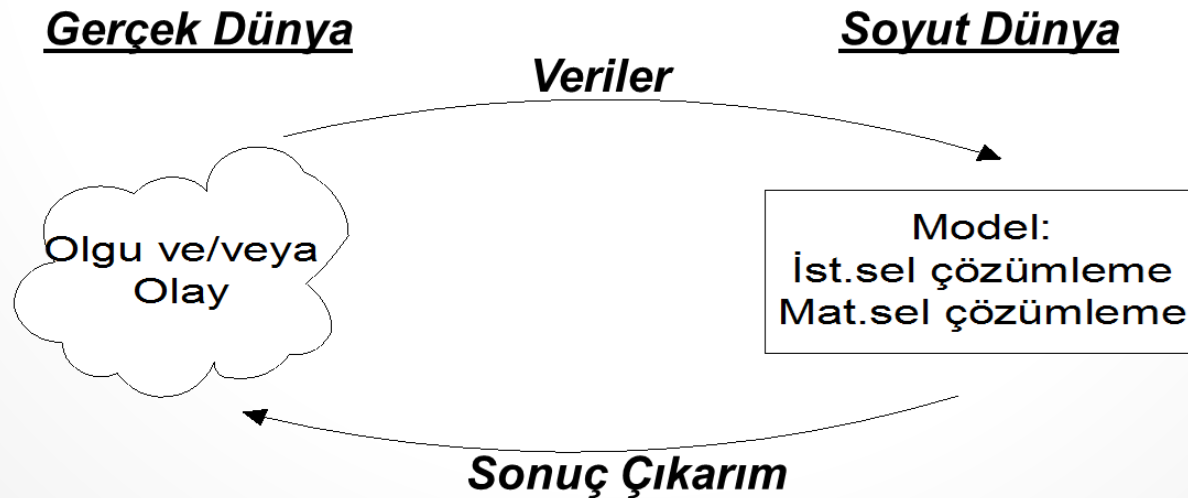 Gerçek Dünya
Soyut Dünya
Veriler
Olgu ve/veya
Olay
Model:
İst.sel çözümleme
Mat.sel çözümleme
Sonuç Çıkarım